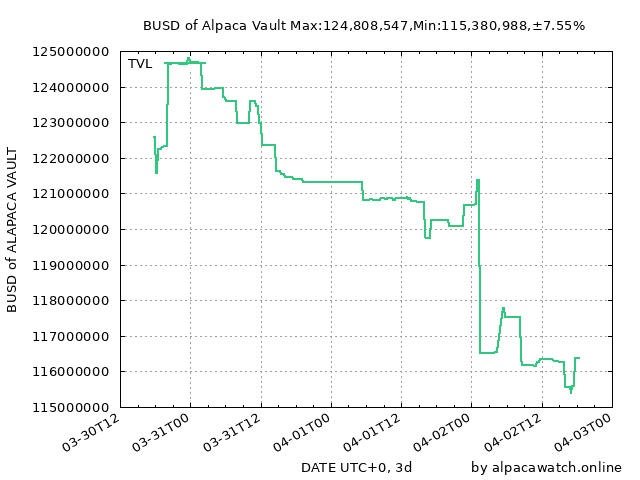 BUSD of Alpaca Vault Max:124,808,547,Min:115,380,988,±7.55%
125000000
124000000
123000000
122000000
121000000
120000000
119000000
118000000
117000000
116000000
115000000
BUSD of ALAPACA VAULT
TVL
03-30T12
03-31T00
03-31T12
04-01T00
04-01T12
04-02T00
04-02T12
04-03T00
DATE UTC+0, 3d
by alpacawatch.online